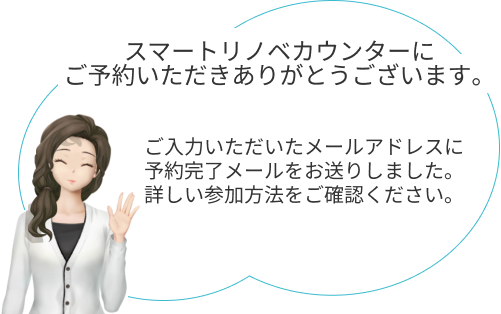 スマートリノベカウンターに
ご予約いただきありがとうございます。
ご入力いただいたメールアドレスに
予約完了メールをお送りしました。
詳しい参加方法をご確認ください。